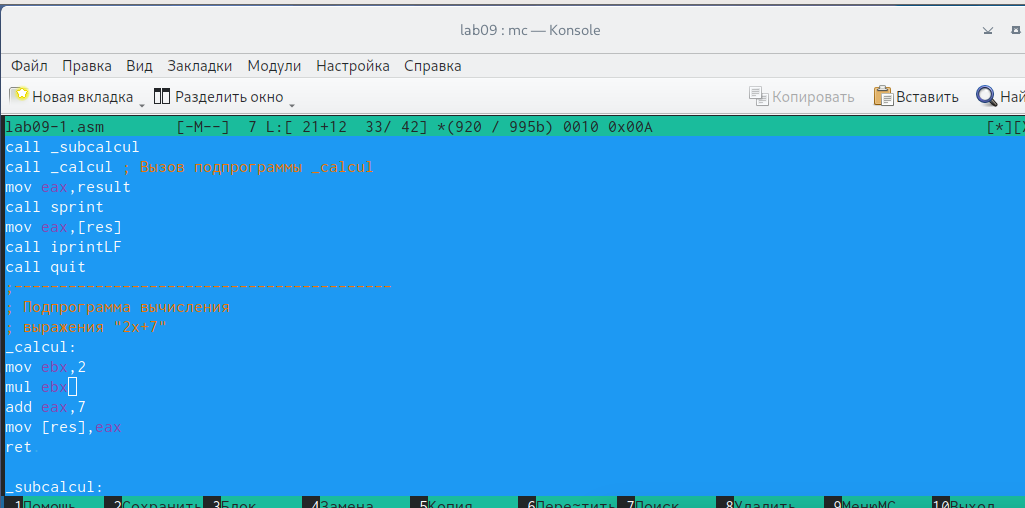 lab09 : mc — Konsole
Файл Правка Вид Закладки Модули Настройка Справка
Новая вкладка Разделить окно Копировать Вставить Най
lab09-1.asm [-M--] 7 L:[ 21+12 33/ 42] *(920 / 995b) 0010 0x00A [*][X
call _subcalcul
call _calcul ; Вызов подпрограммы _calcul
mov eax,result
call sprint
mov eax,[res]
call iprintLF
call quit
;------------------------------------------
; Подпрограмма вычисления
; выражения "2x+7"
_calcul:
mov ebx,2
mul ebx
add eax,7
mov [res],eax
ret
_subcalcul:
1Помощь 2Сохранить 3Блок 4Замена 5Копия 6Пере~тить 7Поиск 8Удалить 9МенюMC 10Выход